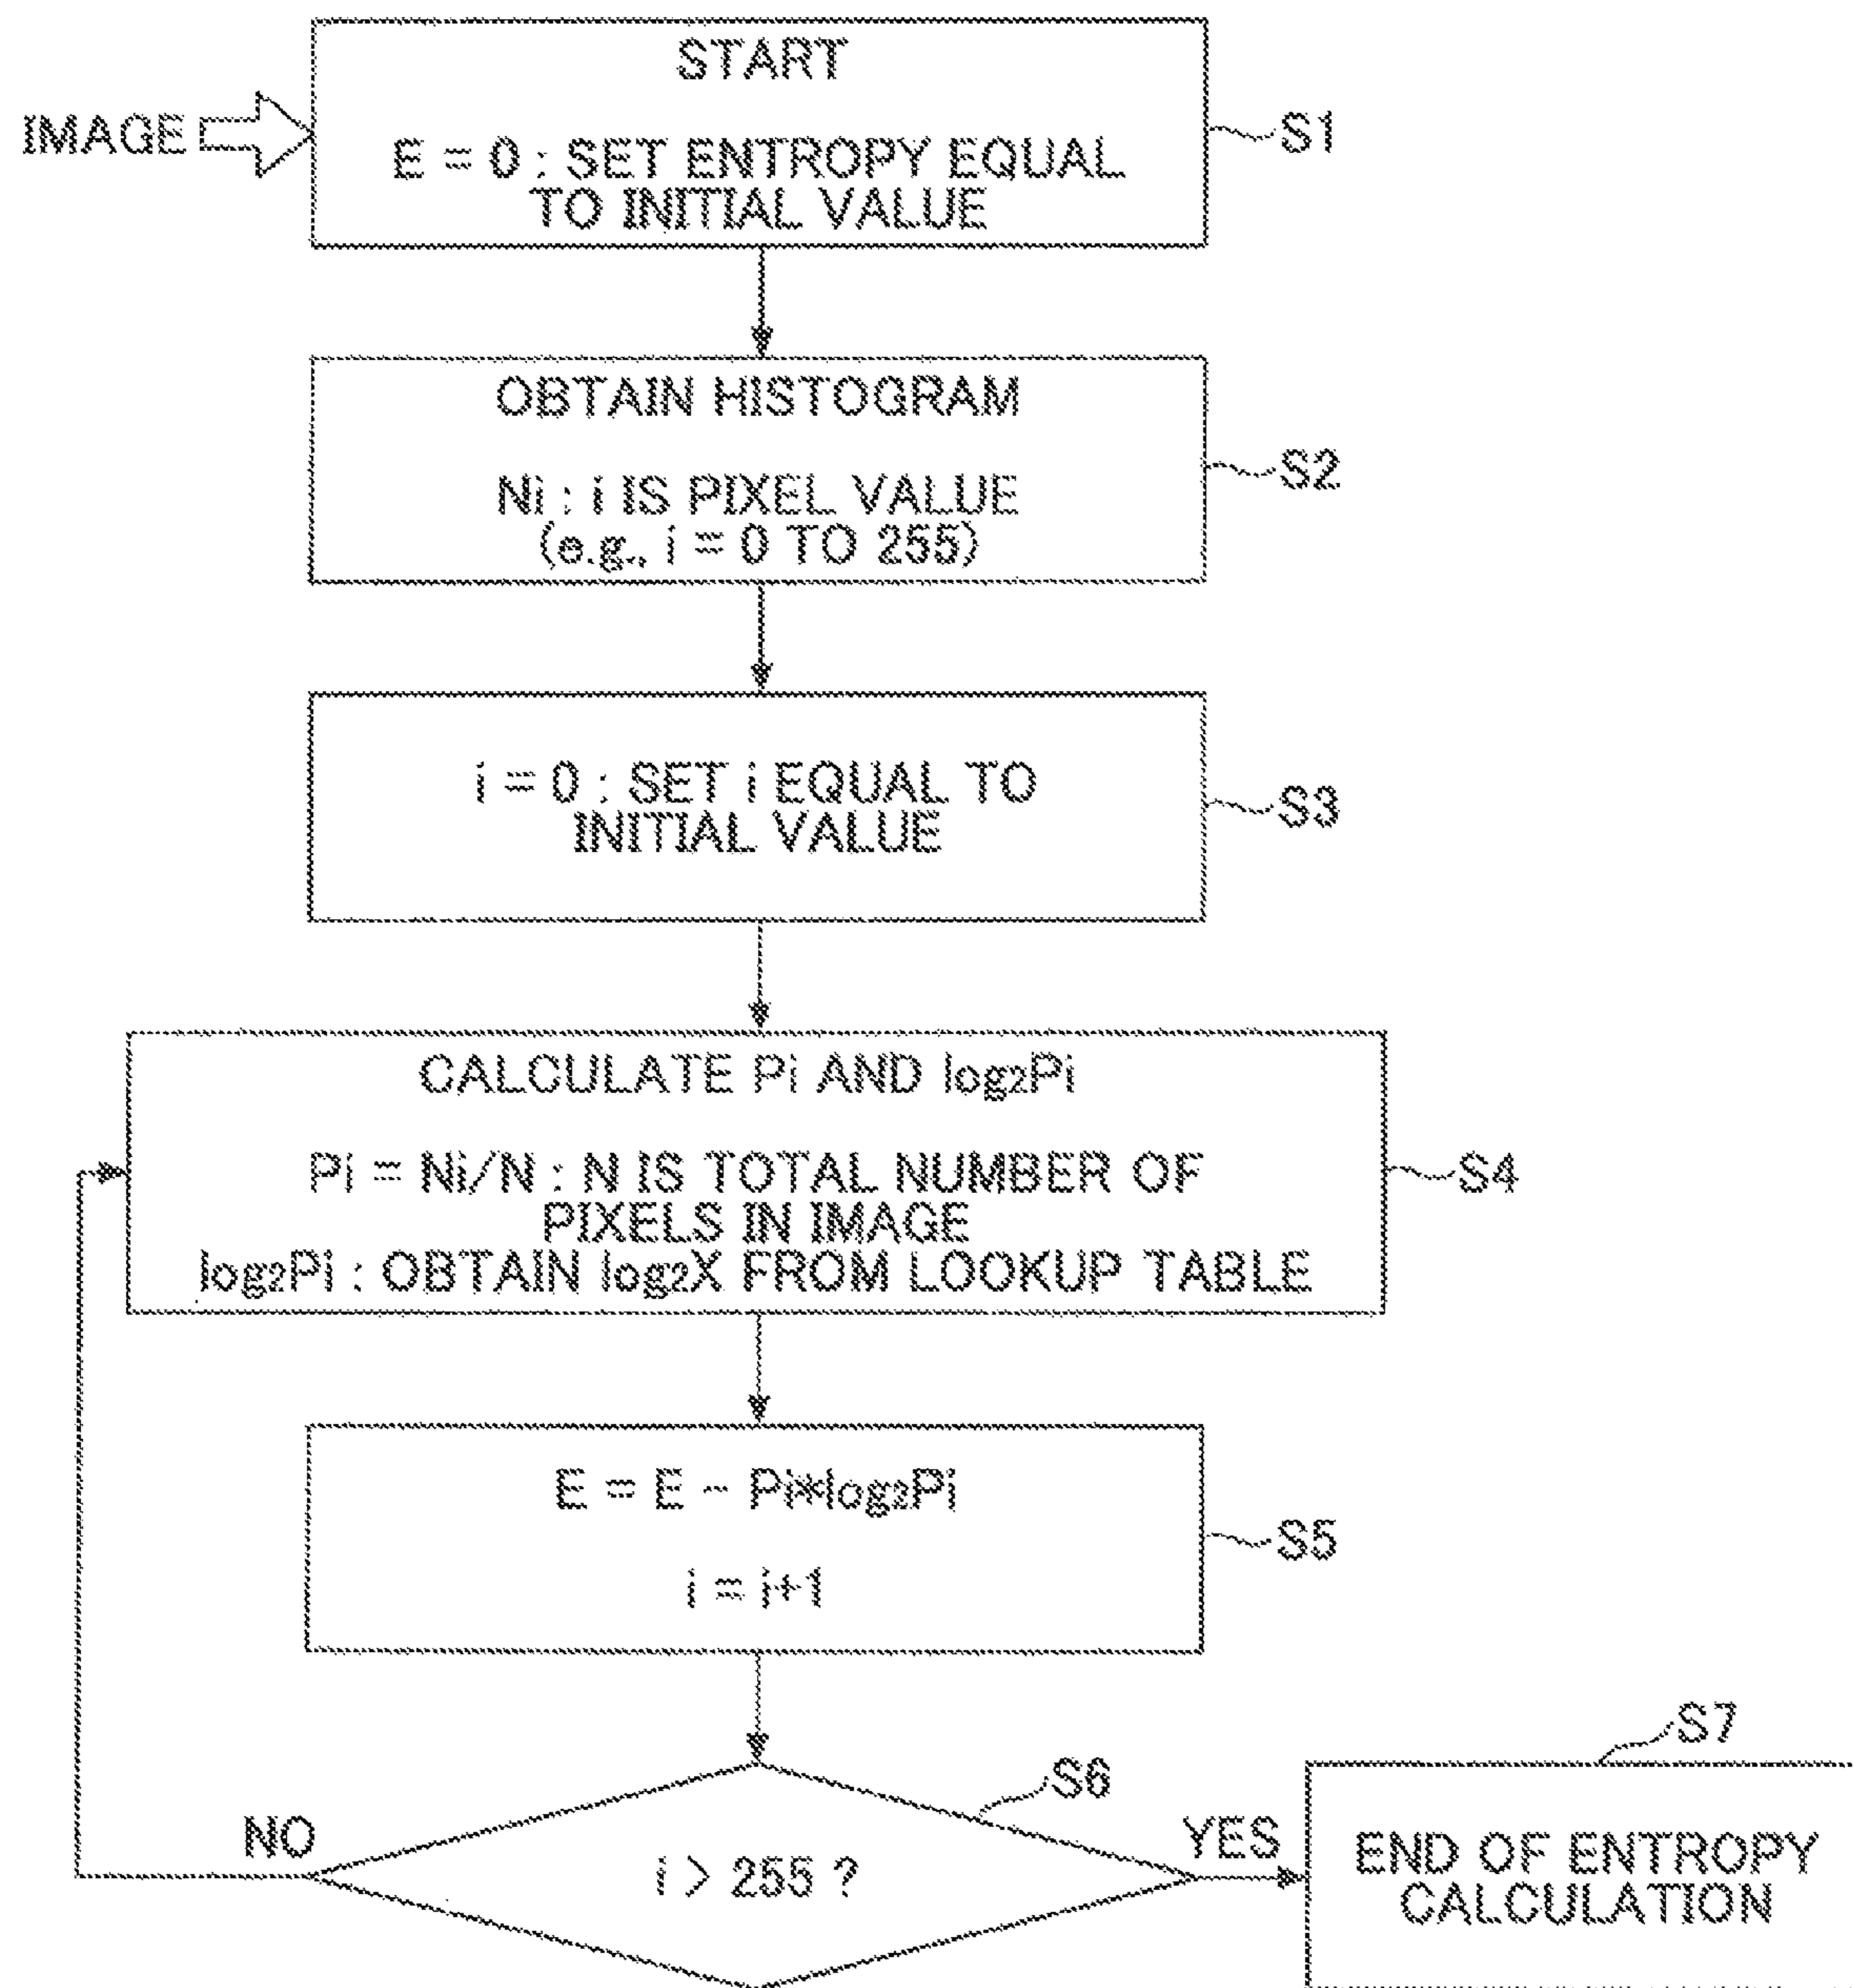 START
IMAGE
E = 0 : SET ENTROPY EQUAL
TO INITIAL VALUE
S1
OBTAIN HISTOGRAM
Ni : i IS PIXEL VALUE
(e.g., i = 0 TO 255)
S2
i = 0 : SET i EQUAL TO
INITIAL VALUE
S3
CALCULATE Pi AND log₂Pi
Pi = Ni/N : N IS TOTAL NUMBER OF
PIXELS IN IMAGE
log₂Pi : OBTAIN log₂X FROM LOOKUP TABLE
S4
E = E - Pi*log₂Pi
i = i+1
S5
S6
i > 255 ?
NO
YES
S7
END OF ENTROPY
CALCULATION